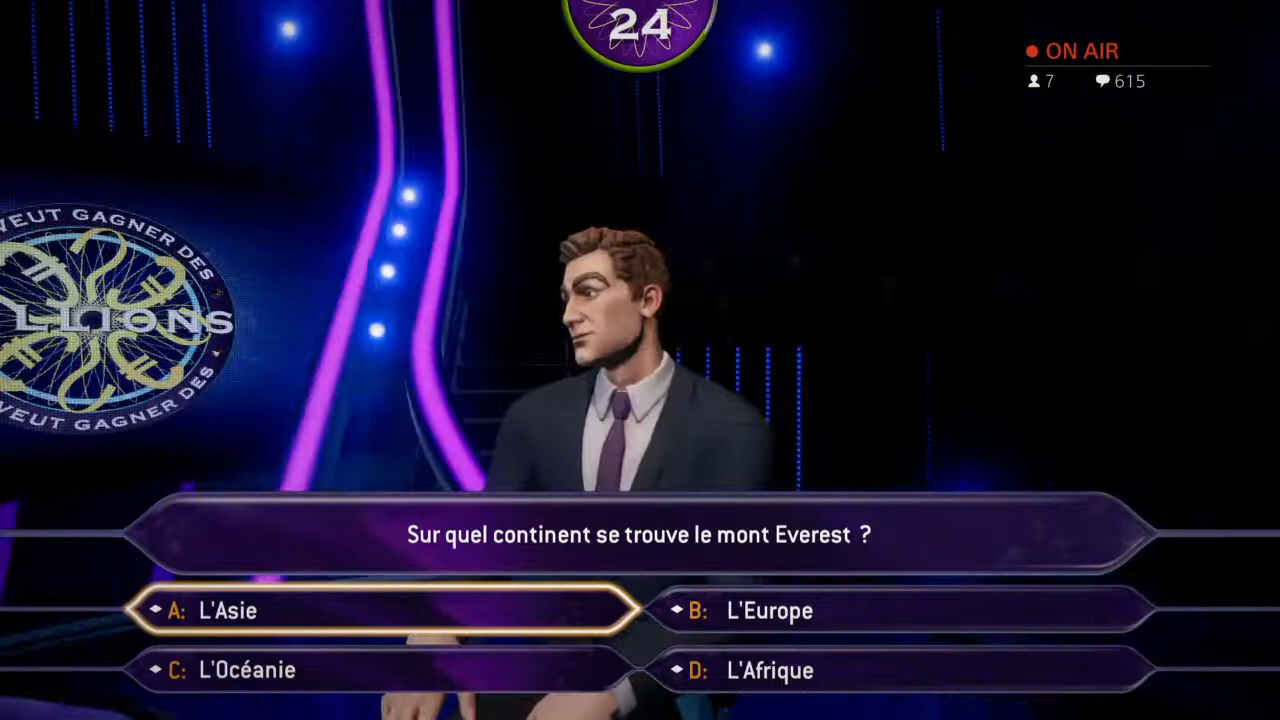 24
ON AIR
7 615
VEUT GAGNER DES
LLIONS
VEUT GAGNER DES
Sur quel continent se trouve le mont Everest ?
A: L'Asie
B: L'Europe
C: L'Océanie
D: L'Afrique